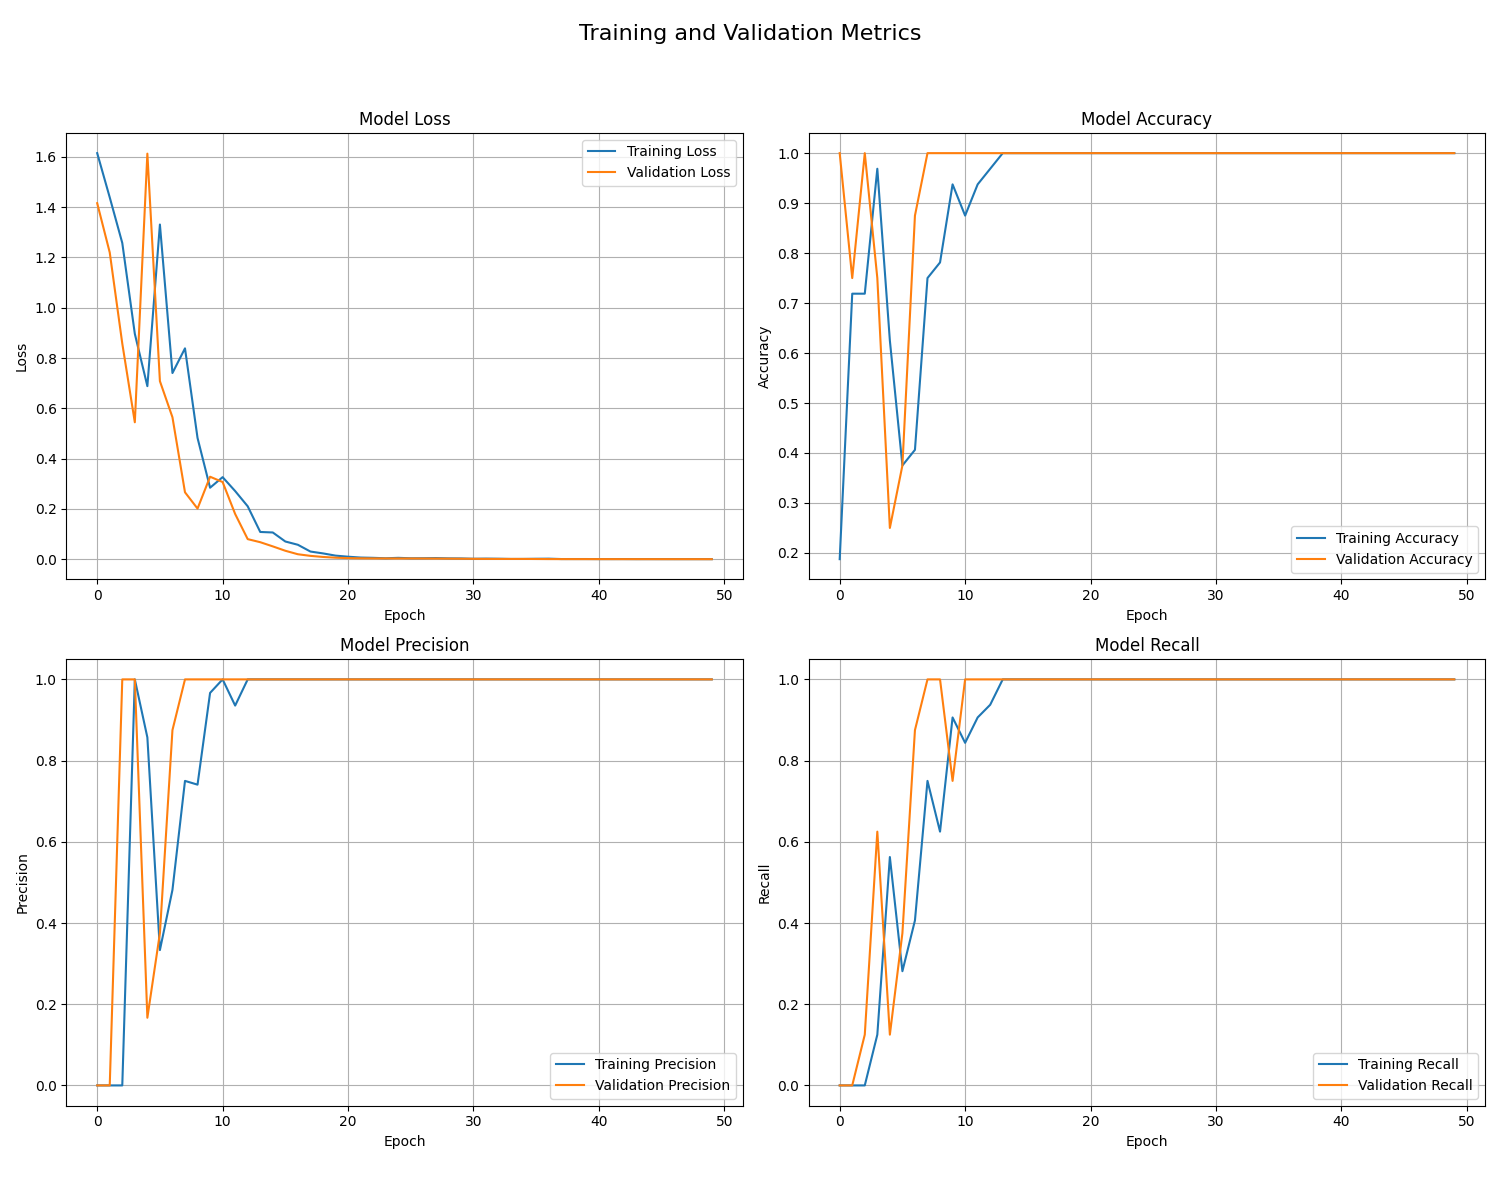 Training and Validation Metrics
Model Loss
Training Loss
Validation Loss
1.6
1.4
1.2
1.0
0.8
0.6
0.4
0.2
0.0
Loss
0 10 20 30 40 50
Epoch
Model Accuracy
1.0
0.9
0.8
0.7
0.6
0.5
0.4
0.3
0.2
Accuracy
Training Accuracy
Validation Accuracy
0 10 20 30 40 50
Epoch
Model Precision
1.0
0.8
0.6
0.4
0.2
0.0
Precision
Training Precision
Validation Precision
0 10 20 30 40 50
Epoch
Model Recall
1.0
0.8
0.6
0.4
0.2
0.0
Recall
Training Recall
Validation Recall
0 10 20 30 40 50
Epoch